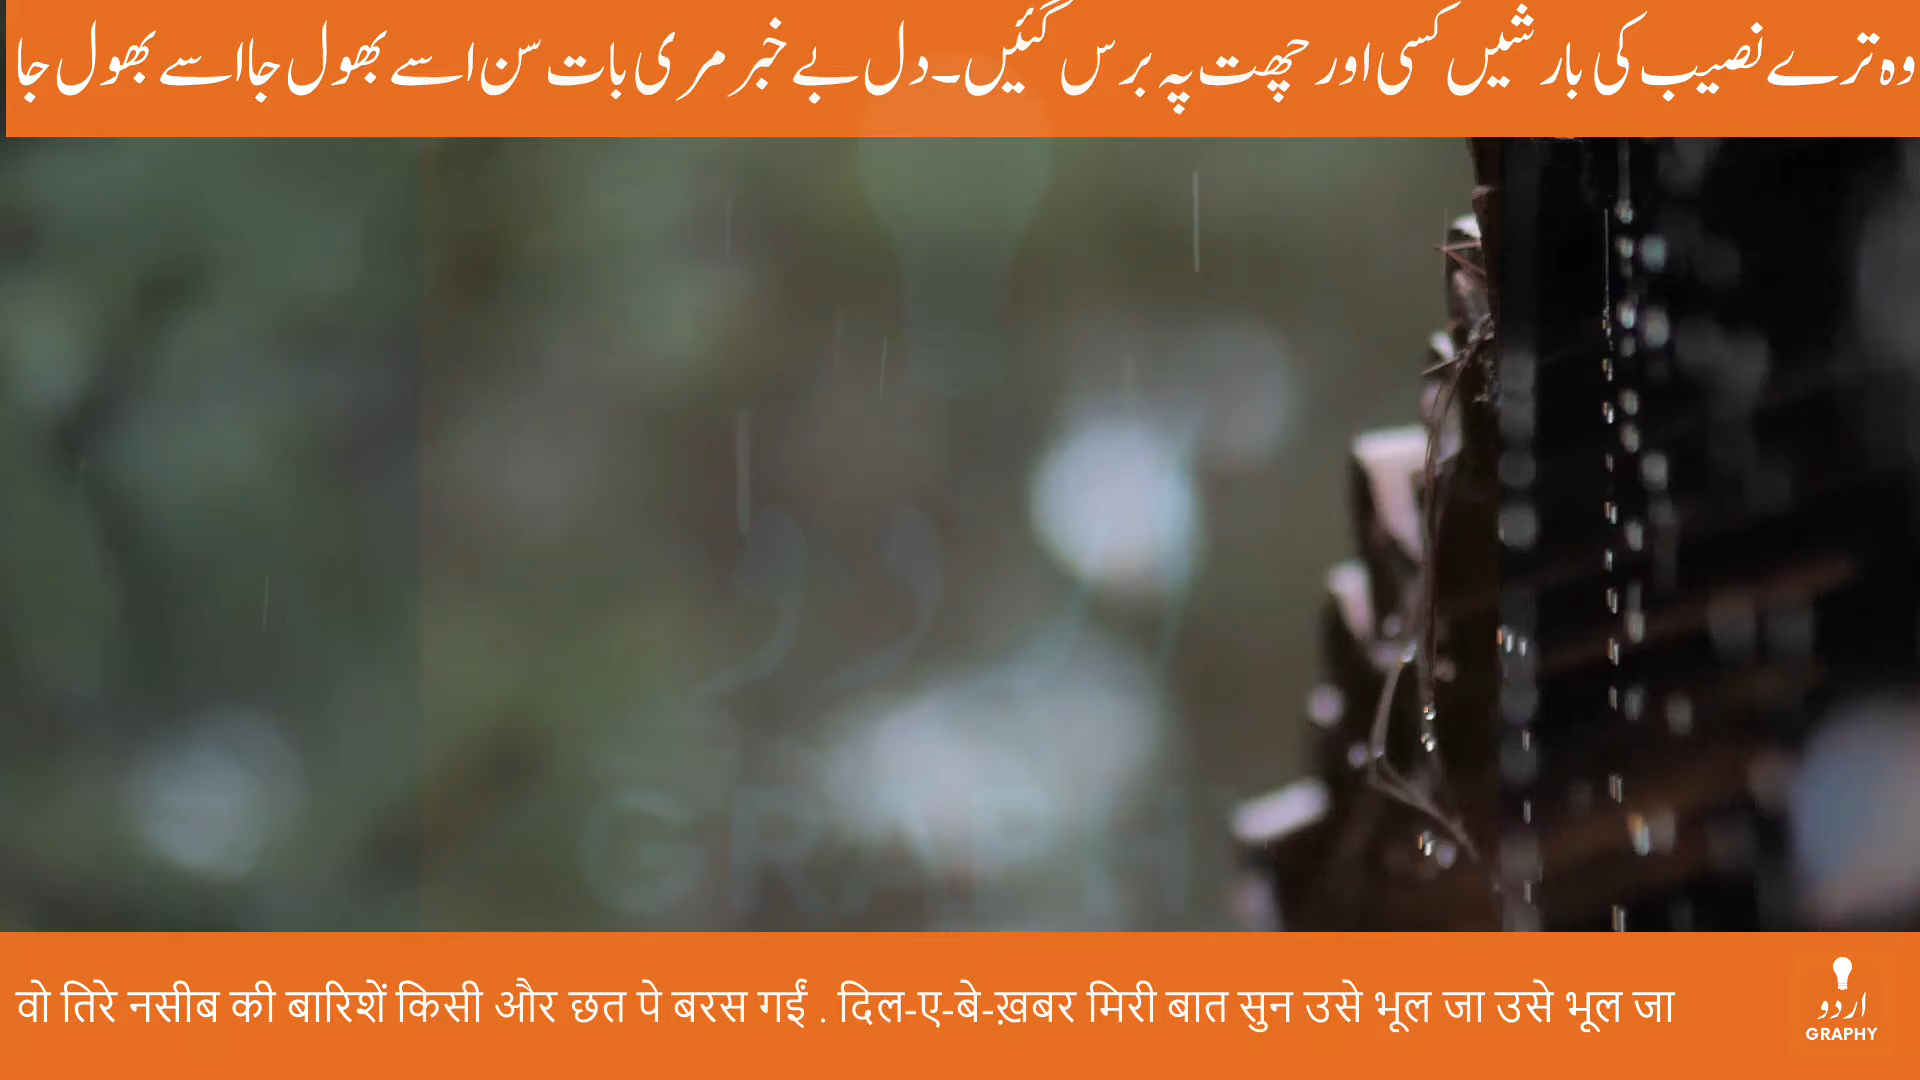 وہ ترے نصیب کی بارشیں کسی اور چھت پہ برس گئیں۔دل بے خبر مری بات سن اسے بھول جا اسے بھول جا
GRAPH
वो तिरे नसीब की बारिशें किसी और छत पे बरस गईं . दिल-ए-बे-ख़बर मिरी बात सुन उसे भूल जा उसे भूल जा
اردو
GRAPHY